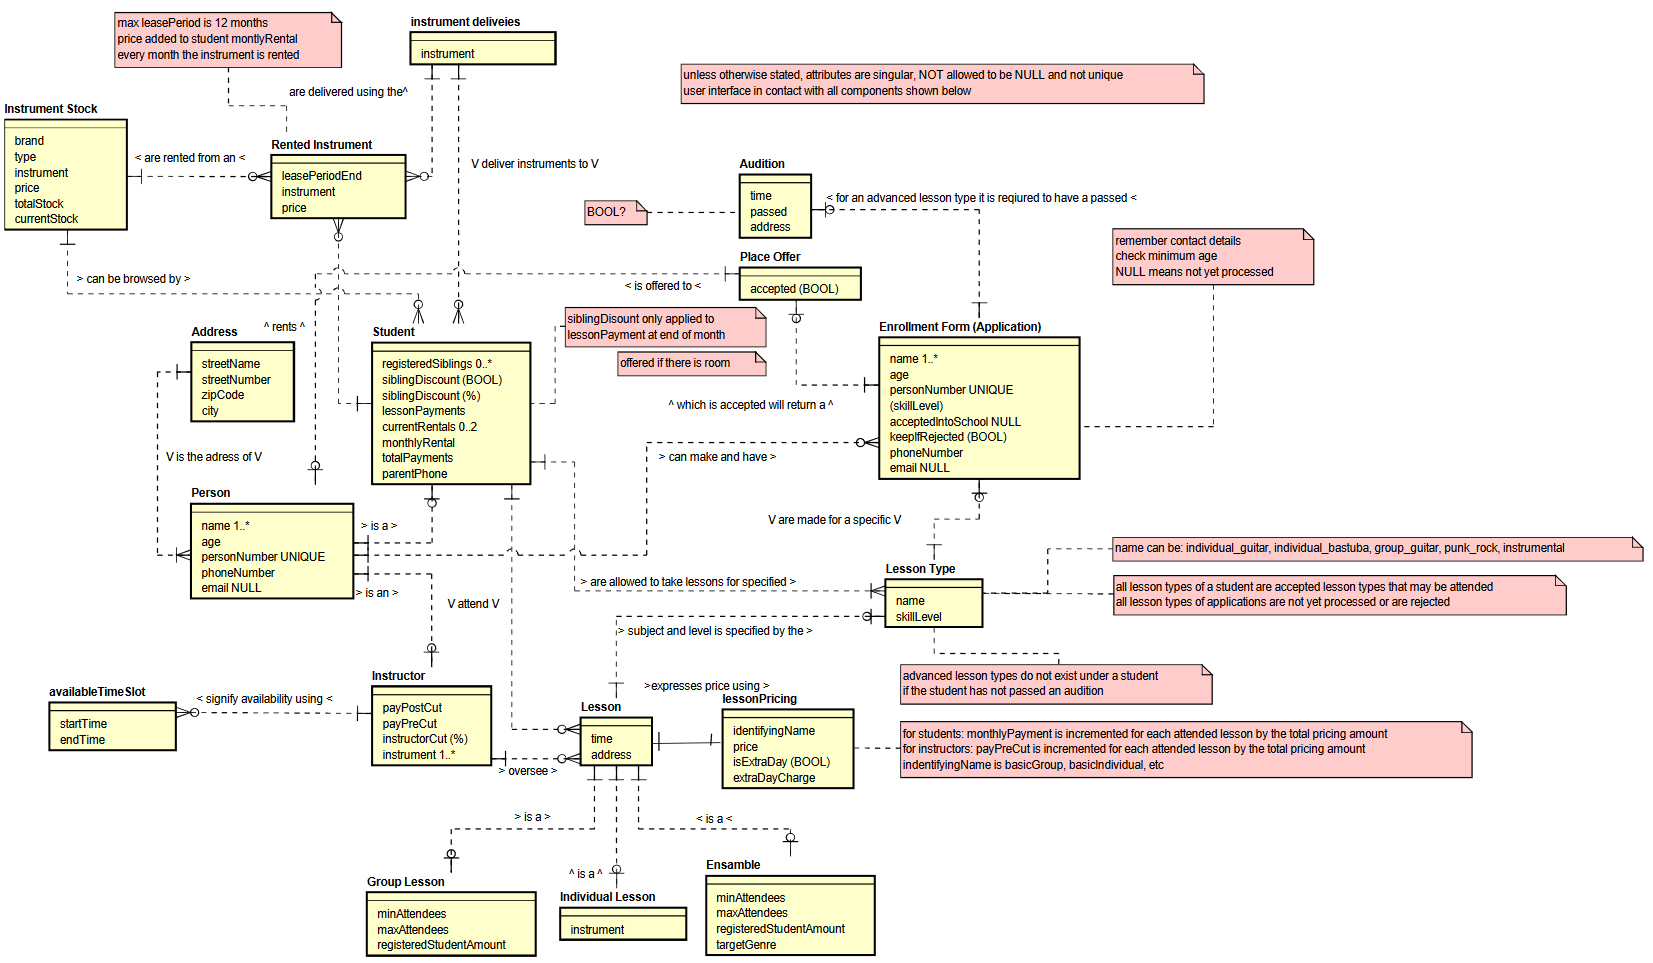 max leasePeriod is 12 months
price added to student montlyRental
every month the instrument is rented
instrument deliveies
instrument
unless otherwise stated, attributes are singular, NOT allowed to be NULL and not unique
user interface in contact with all components shown below
are delivered using the^
Instrument Stock
brand
type
instrument
price
totalStock
currentStock
< are rented from an <
Rented Instrument
leasePeriodEnd
instrument
price
V deliver instruments to V
Audition
time
passed
address
BOOL?
< for an advanced lesson type it is reqiured to have a passed <
remember contact details
check minimum age
NULL means not yet processed
> can be browsed by >
Place Offer
accepted (BOOL)
< is offered to <
^ rents ^
Address
streetName
streetNumber
zipCode
city
Student
registeredSiblings 0..*
siblingDiscount (BOOL)
siblingDiscount (%)
lessonPayments
currentRentals 0..2
monthlyRental
totalPayments
parentPhone
siblingDisount only applied to
lessonPayment at end of month
offered if there is room
Enrollment Form (Application)
name 1..*
age
personNumber UNIQUE
(skillLevel)
acceptedIntoSchool NULL
keepIfRejected (BOOL)
phoneNumber
email NULL
^ which is accepted will return a ^
V is the adress of V
> can make and have >
Person
name 1..*
age
personNumber UNIQUE
phoneNumber
email NULL
> is a >
> is an >
V are made for a specific V
name can be: individual_guitar, individual_bastuba, group_guitar, punk_rock, instrumental
> are allowed to take lessons for specified >
Lesson Type
name
skillLevel
all lesson types of a student are accepted lesson types that may be attended
all lesson types of applications are not yet processed or are rejected
V attend V
> subject and level is specified by the >
advanced lesson types do not exist under a student
if the student has not passed an audition
availableTimeSlot
startTime
endTime
< signify availability using <
Instructor
payPostCut
payPreCut
instructorCut (%)
instrument 1..*
> oversee >
Lesson
time
address
>expresses price using >
lessonPricing
identifyingName
price
isExtraDay (BOOL)
extraDayCharge
for students: monthlyPayment is incremented for each attended lesson by the total pricing amount
for instructors: payPreCut is incremented for each attended lesson by the total pricing amount
indentifyingName is basicGroup, basicIndividual, etc
> is a >
^ is a ^
< is a <
Group Lesson
minAttendees
maxAttendees
registeredStudentAmount
Individual Lesson
instrument
Ensamble
minAttendees
maxAttendees
registeredStudentAmount
targetGenre